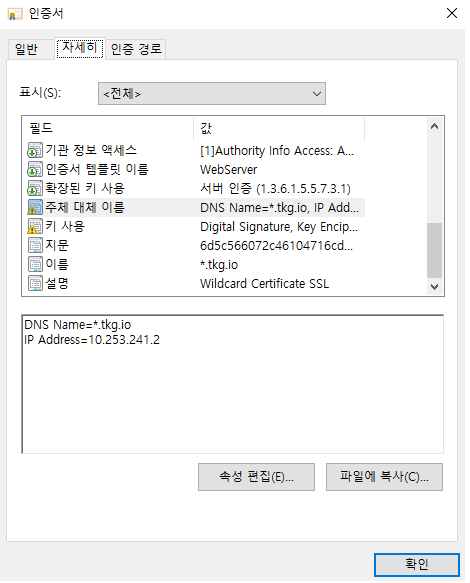 인증서
일반 자세히 인증 경로
표시(S): <전체>
필드 값
기관 정보 액세스 [1]Authority Info Access: A...
인증서 템플릿 이름 WebServer
확장된 키 사용 서버 인증 (1.3.6.1.5.5.7.3.1)
주체 대체 이름 DNS Name=*.tkg.io, IP Add...
키 사용 Digital Signature, Key Encip...
지문 6d5c566072c46104716cd...
이름 *.tkg.io
설명 Wildcard Certificate SSL
DNS Name=*.tkg.io
IP Address=10.253.241.2
속성 편집(E)... 파일에 복사(C)...
확인